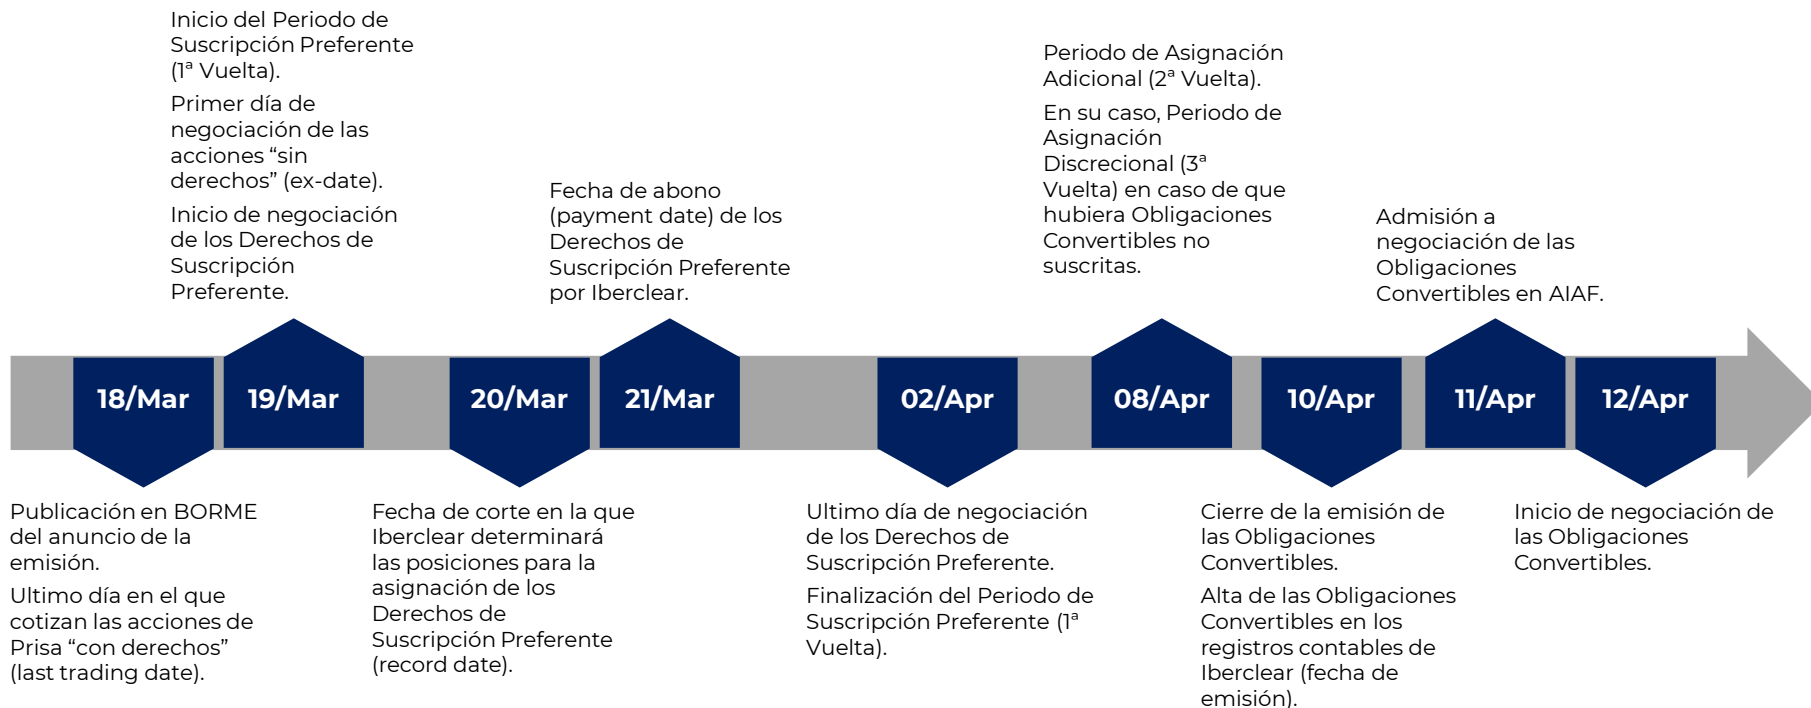 Inicio del Periodo de
Suscripción Preferente
(1ª Vuelta).
Primer día de
negociación de las
acciones “sin
derechos” (ex-date).
Inicio de negociación
de los Derechos de
Suscripción
Preferente.
Fecha de abono
(payment date) de los
Derechos de
Suscripción Preferente
por Iberclear.
Periodo de Asignación
Adicional (2ª Vuelta).
En su caso, Periodo de
Asignación
Discrecional (3ª
Vuelta) en caso de que
hubiera Obligaciones
Convertibles no
suscritas.
Admisión a
negociación de las
Obligaciones
Convertibles en AIAF.
18/Mar
19/Mar
20/Mar
21/Mar
02/Apr
08/Apr
10/Apr
11/Apr
12/Apr
Publicación en BORME
del anuncio de la
emisión.
Ultimo día en el que
cotizan las acciones de
Prisa “con derechos”
(last trading date).
Fecha de corte en la que
Iberclear determinará
las posiciones para la
asignación de los
Derechos de
Suscripción Preferente
(record date).
Ultimo día de negociación
de los Derechos de
Suscripción Preferente.
Finalización del Periodo de
Suscripción Preferente (1ª
Vuelta).
Cierre de la emisión de
las Obligaciones
Convertibles.
Alta de las Obligaciones
Convertibles en los
registros contables de
Iberclear (fecha de
emisión).
Inicio de negociación de
las Obligaciones
Convertibles.